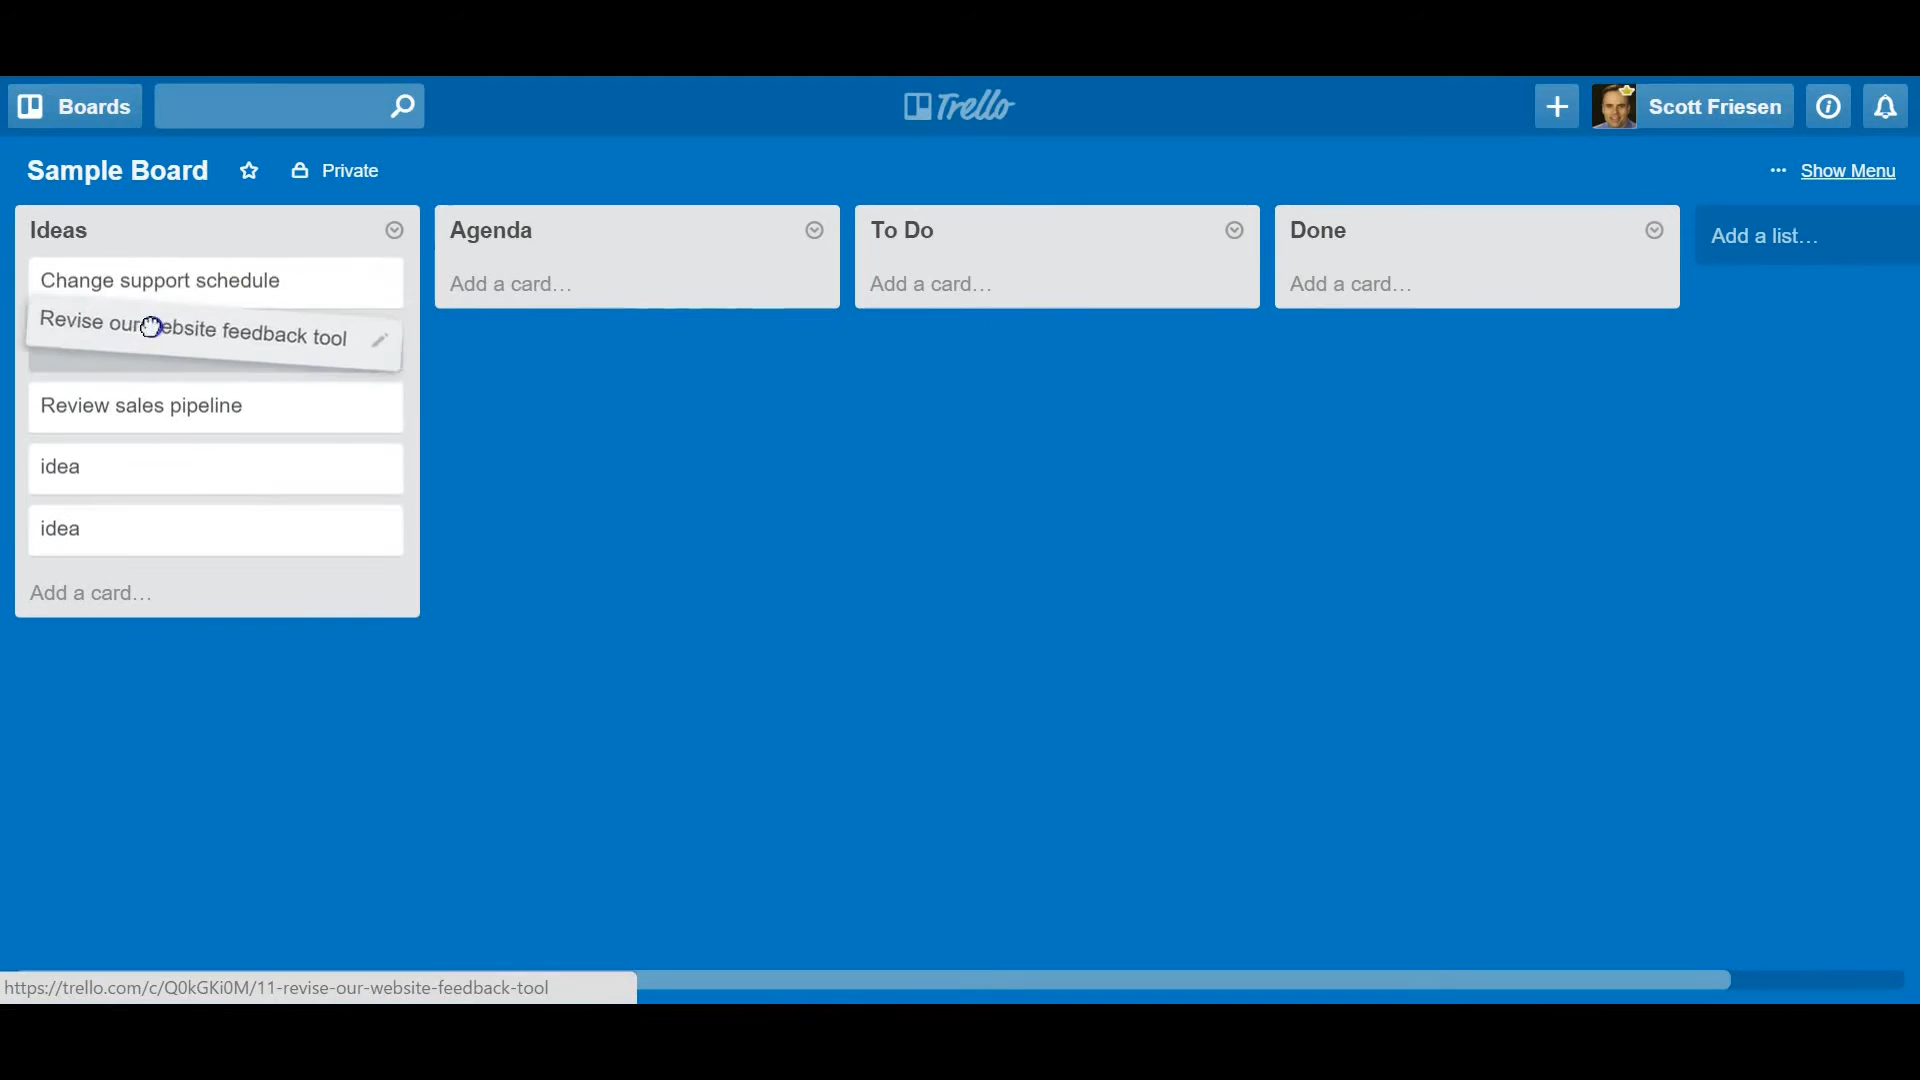 Boards
Trello
Scott Friesen
Sample Board
Private
... Show Menu
Ideas
Change support schedule
Revise our website feedback tool
Review sales pipeline
idea
idea
Add a card...
Agenda
Add a card...
To Do
Add a card...
Done
Add a card...
Add a list...
https://trello.com/c/Q0kGKi0M/11-revise-our-website-feedback-tool